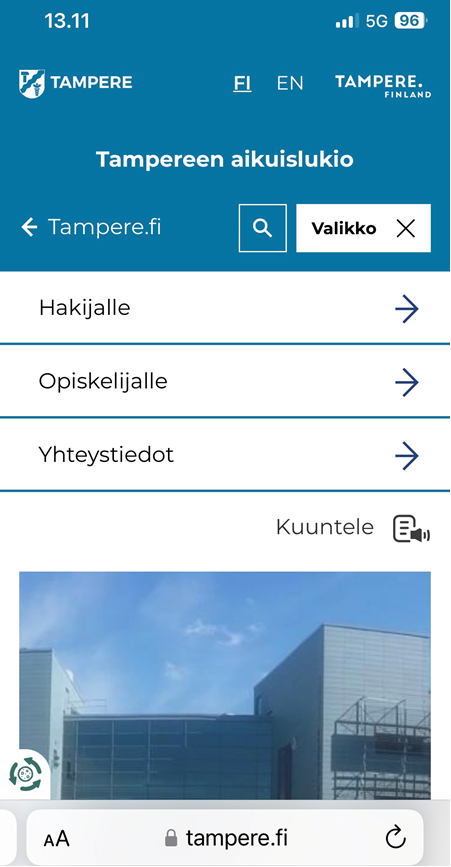 13.11 5G 96
TAMPERE FI EN TAMPERE.
FINLAND
Tampereen aikuislukio
Tampere.fi Valikko
Hakijalle
Opiskelijalle
Yhteystiedot
Kuuntele
AA tampere.fi